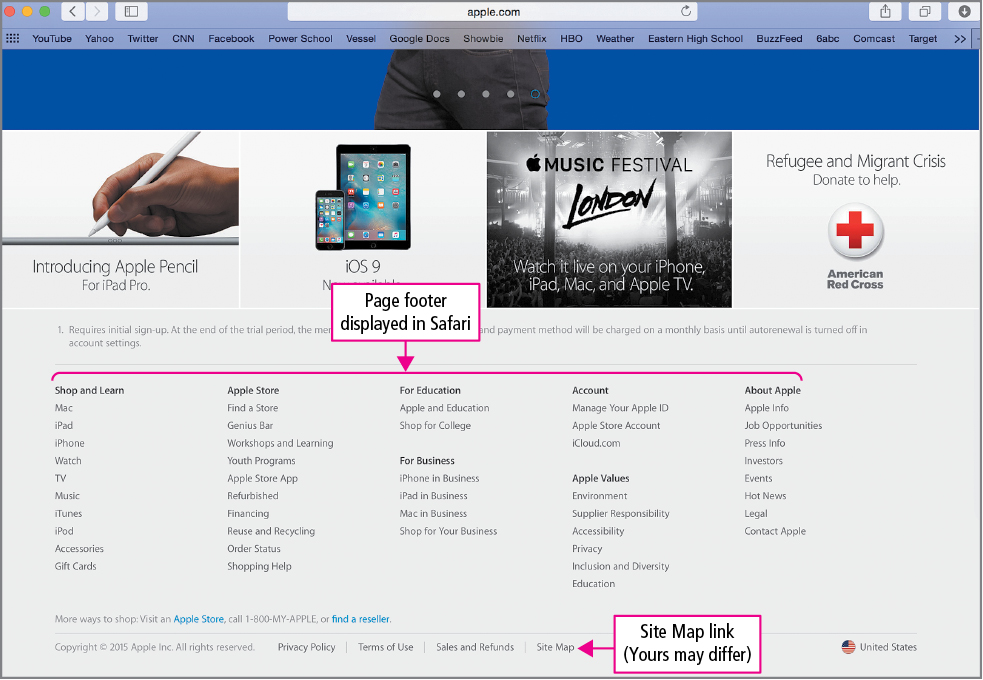 apple.com
YouTube Yahoo Twitter CNN Facebook Power School Vessel Google Docs Showbie Netflix HBO Weather Eastern High School BuzzFeed 6abc Comcast Target >>
Introducing Apple Pencil
For iPad Pro.
iOS 9
MUSIC FESTIVAL
LONDON
Watch it live on your iPhone,
iPad, Mac, and Apple TV.
Refugee and Migrant Crisis
Donate to help.
American
Red Cross
Page footer
displayed in Safari
1. Requires initial sign-up. At the end of the trial period, the and payment method will be charged on a monthly basis until autorenewal is turned off in
account settings.
Shop and Learn
Mac
iPad
iPhone
Watch
TV
Music
iTunes
iPod
Accessories
Gift Cards
Apple Store
Find a Store
Genius Bar
Workshops and Learning
Youth Programs
Apple Store App
Refurbished
Financing
Reuse and Recycling
Order Status
Shopping Help
For Education
Apple and Education
Shop for College
For Business
iPhone in Business
iPad in Business
Mac in Business
Shop for Your Business
Account
Manage Your Apple ID
Apple Store Account
iCloud.com
Apple Values
Environment
Supplier Responsibility
Accessibility
Privacy
Inclusion and Diversity
Education
About Apple
Apple Info
Job Opportunities
Press Info
Investors
Events
Hot News
Legal
Contact Apple
More ways to shop: Visit an Apple Store, call 1-800-MY-APPLE, or find a reseller.
Copyright © 2015 Apple Inc. All rights reserved. Privacy Policy | Terms of Use | Sales and Refunds | Site Map
United States
Site Map link
(Yours may differ)